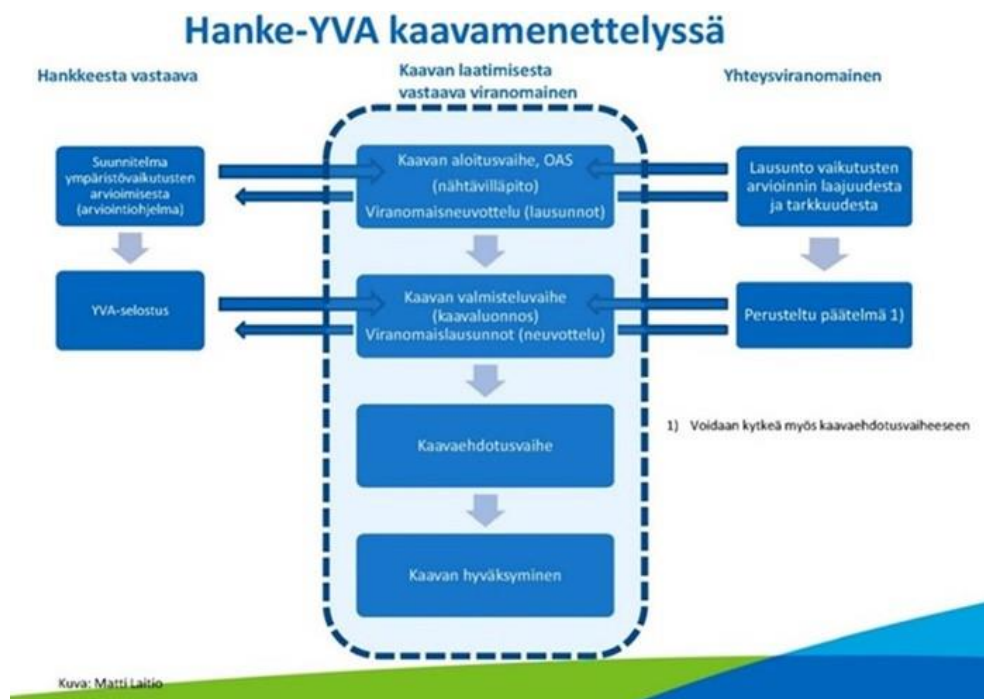 Hanke-YVA kaavamenettelyssä
Hankkeesta vastaava
Kaavan laatimisesta
vastaava viranomainen
Yhteysviranomainen
Suunnitelma
ympäristövaikutusten
arvioimisesta
(arviointiohjelma)
Kaavan aloitusvaihe, OAS
(nähtävilläpito)
Viranomaisneuvottelu (lausunnot)
Lausunto vaikutusten
arvioinnin laajuudesta
ja tarkkuudesta
YVA-selostus
Kaavan valmisteluvaihe
(kaavaluonnos)
Viranomaislausunnot (neuvottelu)
Perusteltu päätelmä 1)
Kaavaehdotusvaihe
1) Voidaan kytkeä myös kaavaehdotusvaiheeseen
Kaavan hyväksyminen
Kuva: Matti Laitio